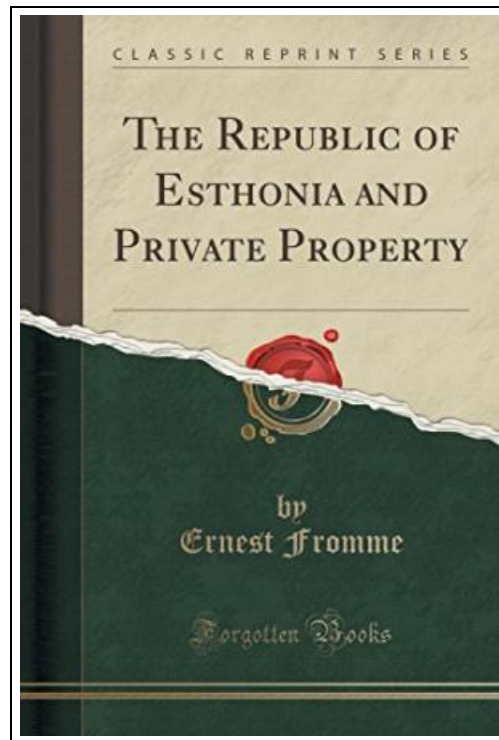 CLASSIC REPRINT SERIES
THE REPUBLIC OF
ESTHONIA AND
PRIVATE PROPERTY
by
Ernest Fromme
Forgotten Books